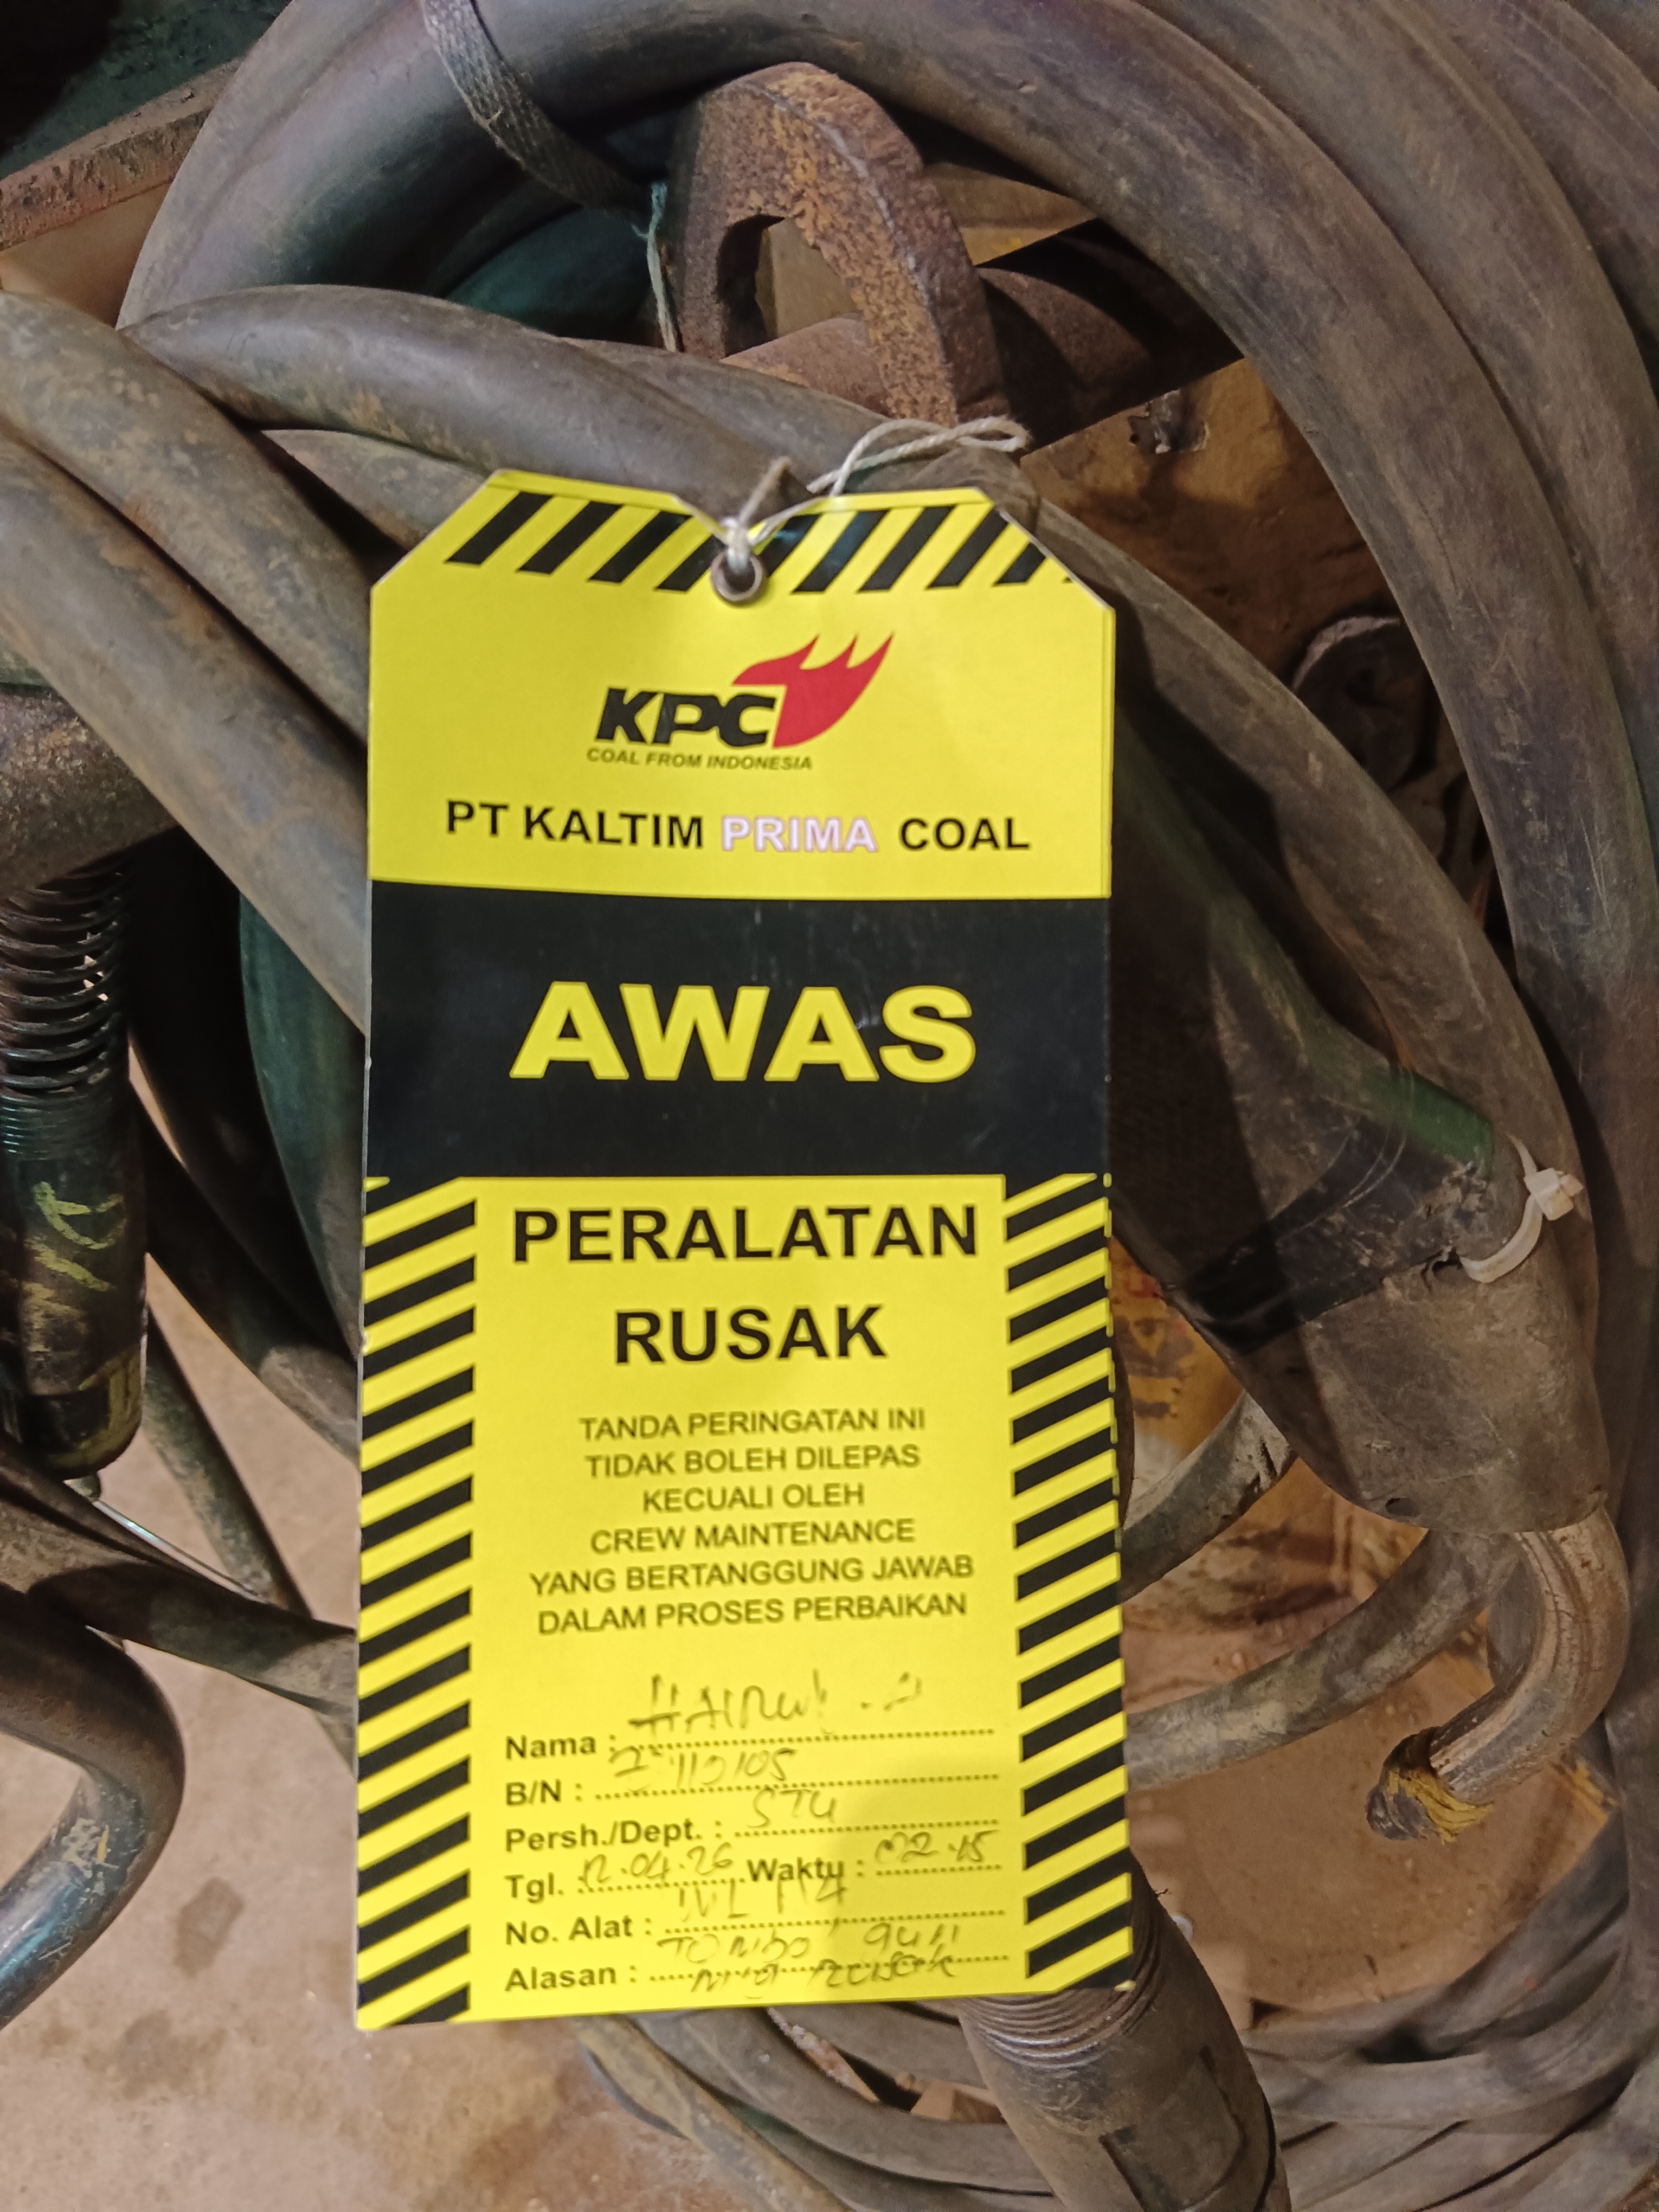 KPC
COAL FROM INDONESIA
PT KALTIM PRIMA COAL
AWAS
PERALATAN
RUSAK
TANDA PERINGATAN INI
TIDAK BOLEH DILEPAS
KECUALI OLEH
CREW MAINTENANCE
YANG BERTANGGUNG JAWAB
DALAM PROSES PERBAIKAN
Nama :
B/N :
Persh./Dept. : STU
Tgl. 12.04.26 Waktu : 02.15
No. Alat :
Alasan :